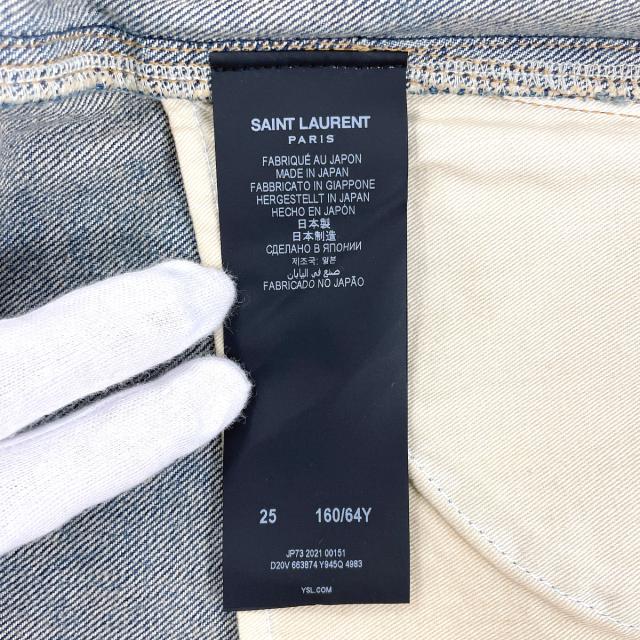 SAINT LAURENT
PARIS
FABRIQUÉ AU JAPON
MADE IN JAPAN
FABBRICATO IN GIAPPONE
HERGESTELLT IN JAPAN
HECHO EN JAPÓN
日本製
日本制造
СДЕЛАНО В ЯПОНИИ
제조국: 일본
صنع في اليابان
FABRICADO NO JAPÃO
25 160/64Y
JP73 2021 00151
D20V 663874 Y945Q 4983
YSL.COM